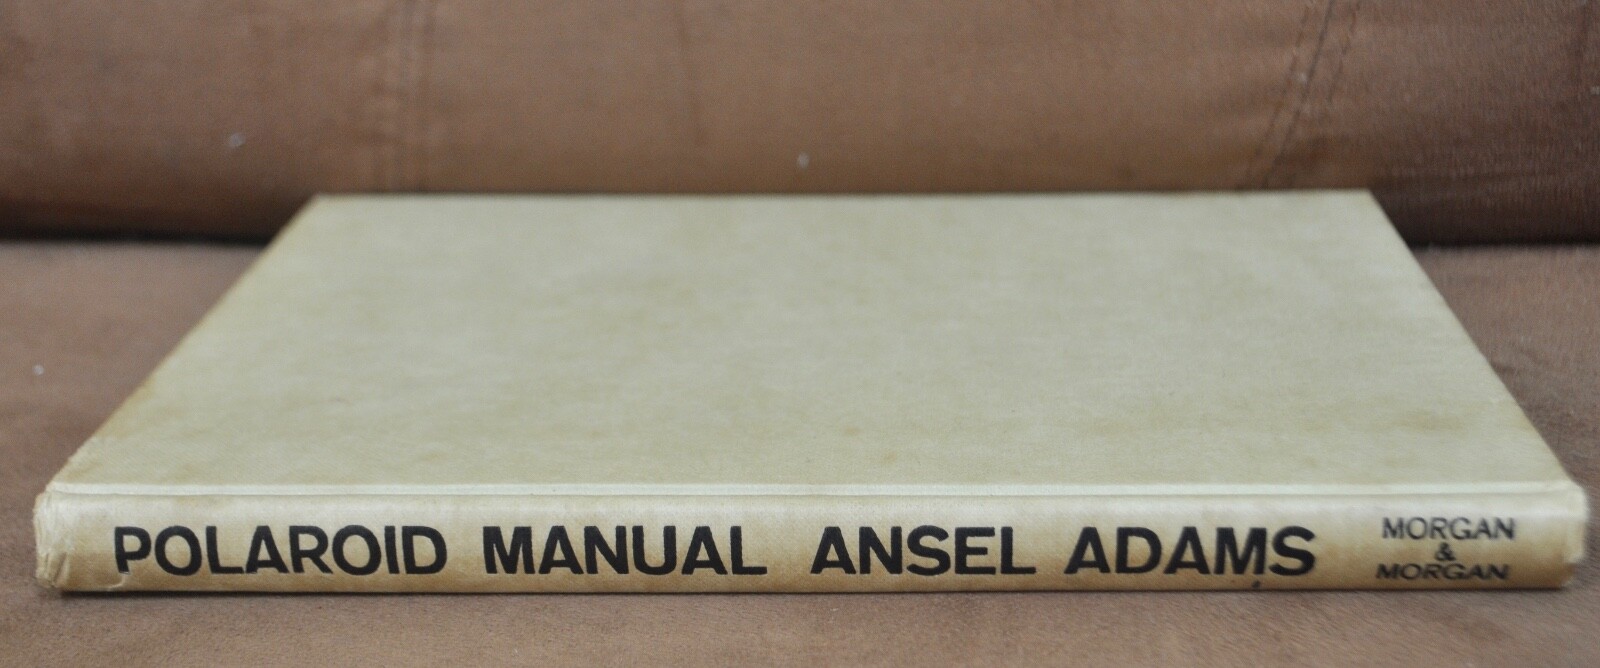 POLAROID MANUAL ANSEL ADAMS
MORGAN
&
MORGAN